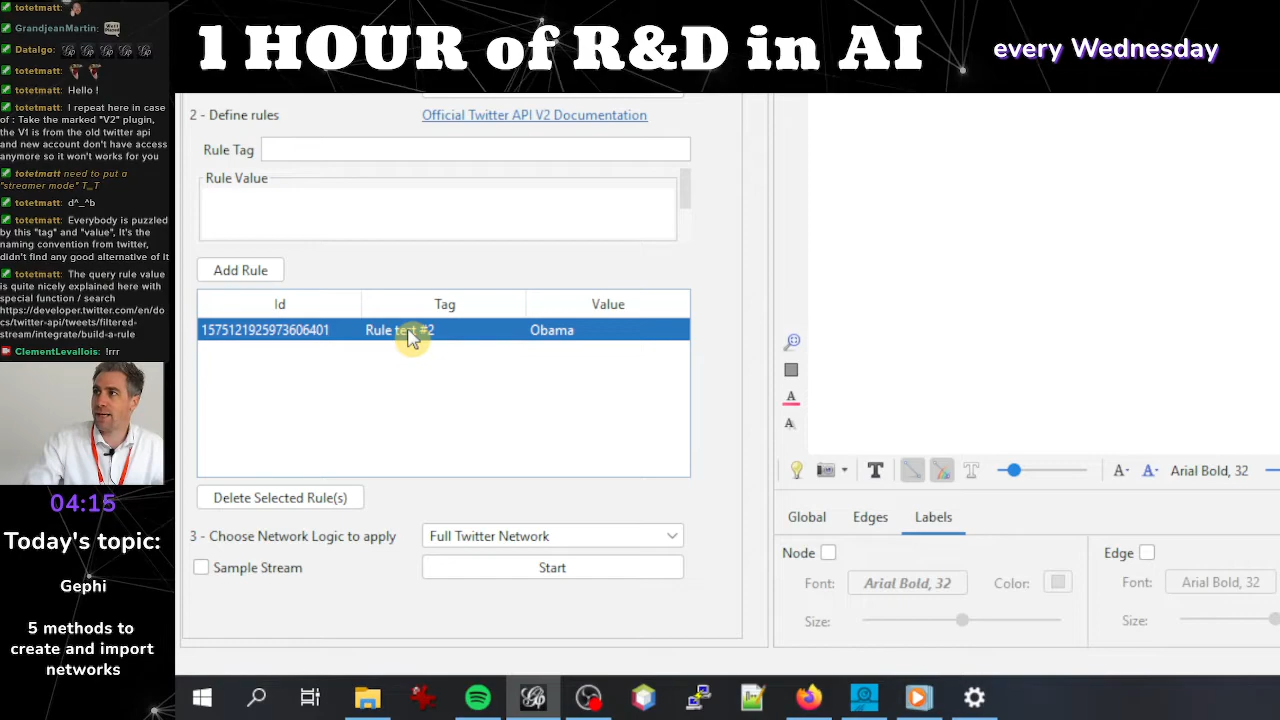 totetmatt:
GrandjeanMartin:
Datalgo:
totetmatt:
totetmatt: Hello !
totetmatt: I repeat here in case
of : Take the marked "V2" plugin,
the V1 is from the old twitter api
and new account don't have access
anymore so it won't works for you
totetmatt: need to put a
"streamer mode" T_T
totetmatt: d^_^b
totetmatt: Everybody is puzzled
by this "tag" and "value", It's the
naming convention from twitter,
didn't find any good alternative of it
totetmatt: The query rule value
is quite nicely explained here with
special function / search
https://developer.twitter.com/en/do
cs/twitter-api/tweets/filtered-
stream/integrate/build-a-rule
ClementLevallois: !rrr
04:15
Today's topic:
Gephi
5 methods to
create and import
networks
1 HOUR of R&D in AI
every Wednesday
2 - Define rules
Official Twitter API V2 Documentation
Rule Tag
Rule Value
Add Rule
Id Tag Value
1575121925973606401 Rule test #2 Obama
Delete Selected Rule(s)
3 - Choose Network Logic to apply
Full Twitter Network
Sample Stream
Start
A
A
T
T
A- A- Arial Bold, 32
Global Edges Labels
Node
Edge
Font: Arial Bold, 32 Color:
Font: Arial Bold, 32
Size:
Size: